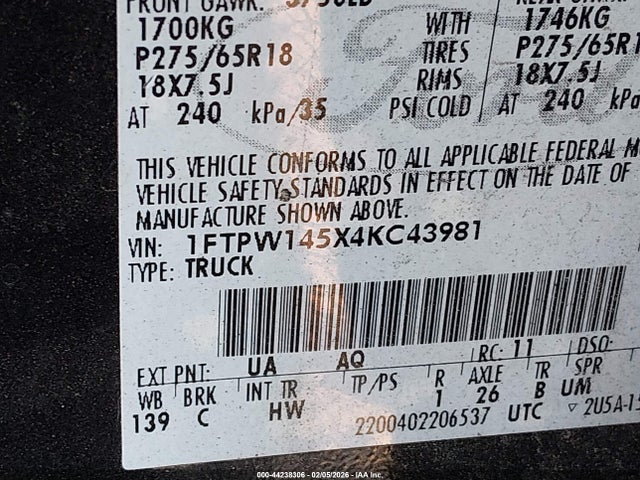 FRONT GAWR: 3750LB
1700KG WITH 1746KG
P275/65R18 TIRES P275/65R1
18X7.5J RIMS 18X7.5J
AT 240 kPa/35 PSI COLD AT 240 kPa
THIS VEHICLE CONFORMS TO ALL APPLICABLE FEDERAL M
VEHICLE SAFETY STANDARDS IN EFFECT ON THE DATE OF
MANUFACTURE SHOWN ABOVE.
VIN: 1FTPW145X4KC43981
TYPE: TRUCK
EXT PNT: UA AQ RC: 11 DSO:
WB BRK INT TR TP/PS R AXLE TR SPR
139 C HW 1 26 B UM
2200402206537 UTC ▽ 2U5A-15
000-44238306 - 02/05/2026 - IAA Inc.